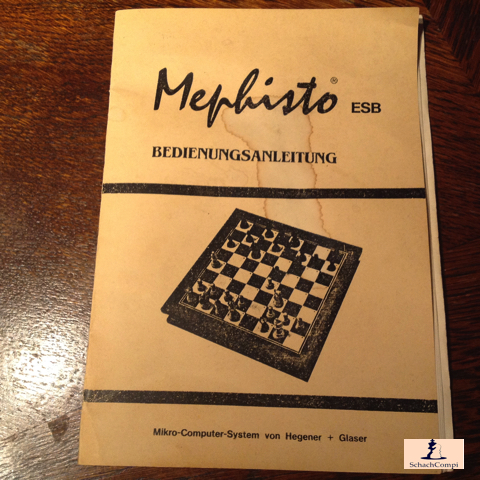 Mephisto® ESB
BEDIENUNGSANLEITUNG
Mikro-Computer-System von Hegener + Glaser
SchachCompi